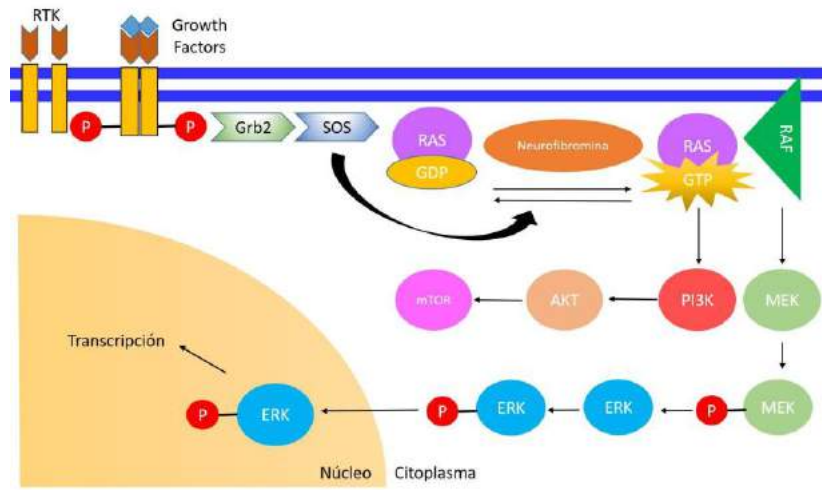 RTK
Growth
Factors
P
P
Grb2
SOS
RAS
GDP
Neurofibromina
RAS
GTP
RAF
mTOR
AKT
PI3K
MEK
Transcripción
P
ERK
P
ERK
ERK
P
MEK
Núcleo
Citoplasma